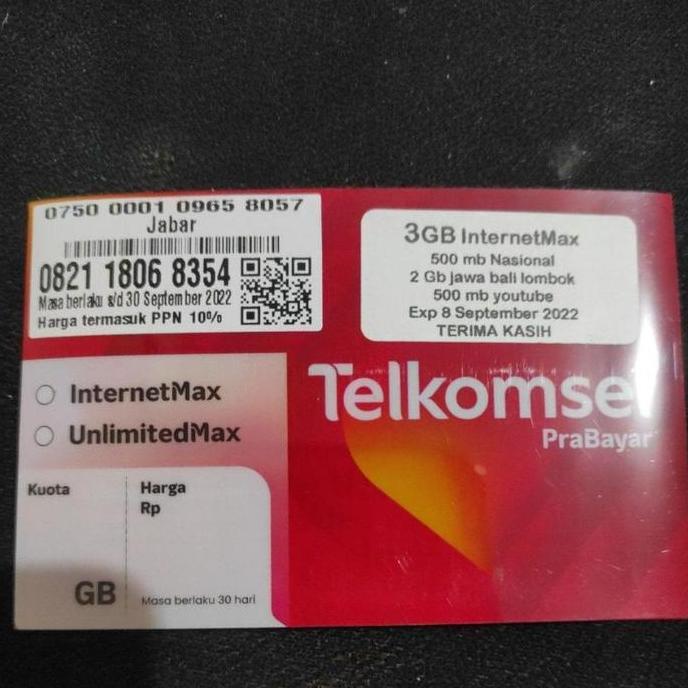 0750 0001 0965 8057
Jabar
0821 1806 8354
Masa berlaku s/d 30 September 2022
Harga termasuk PPN 10%
3GB InternetMax
500 mb Nasional
2 Gb jawa bali lombok
500 mb youtube
Exp 8 September 2022
TERIMA KASIH
InternetMax
UnlimitedMax
Telkomsel
PraBayar
Kuota
Harga
Rp
GB
Masa berlaku 30 hari